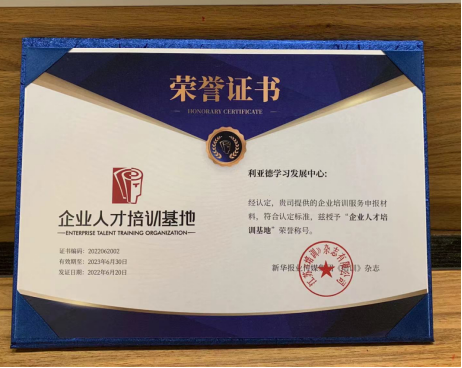 荣誉证书
HONORARY CERTIFICATE
利亚德学习发展中心:
经认定，贵司提供的企业培训服务申报材
料，符合认定标准，兹授予“企业人才培
训基地”荣誉称号。
企业人才培训基地
ENTERPRISE TALENT TRAINING ORGANIZATION
证书编码: 2022062002
有效期至: 2023年6月30日
发证日期: 2022年6月20日
新华报业传媒集团《培训》杂志